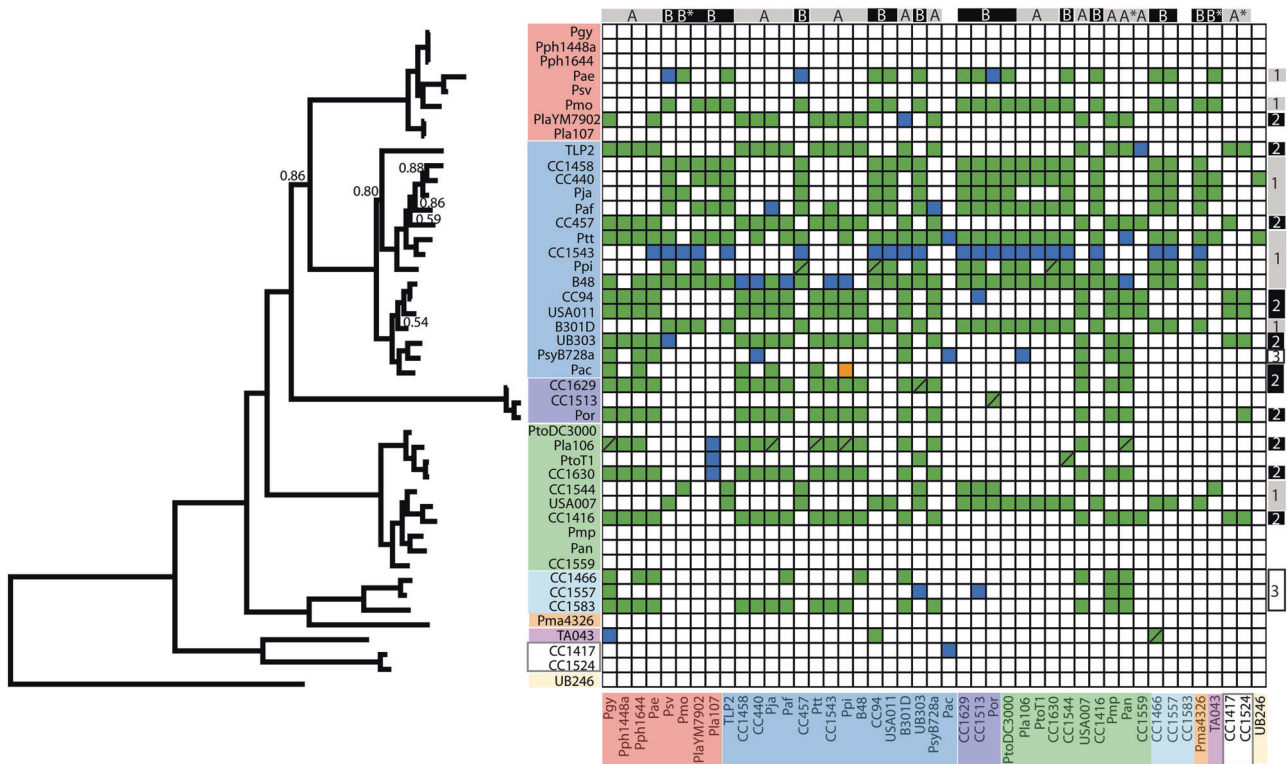 A B B* B A B A B A B A B A B A A A* A B B B* A*
Pgy
Pph1448a
Pph1644
Pae 1
Psv
Pmo 1
PlaYM7902 2
Pla107
TLP2 2
0.88 CC1458
0.86 0.80 CC440 1
Pja
0.86 Paf
0.59 CC457 2
Ptt
CC1543 1
Ppi
B48
CC94 2
USA011
0.54 B301D 1
UB303 2
PsyB728a 3
Pac 2
CC1629
CC1513
Por 2
PtoDC3000
Pla106 2
PtoT1
CC1630 2
CC1544 1
USA007
CC1416 2
Pmp
Pan
CC1559
CC1466
CC1557 3
CC1583
Pma4326
TA043
CC1417
CC1524
UB246
Pgy
Pph1448a
Pph1644
Pae
Psv
Pmo
PlaYM7902
Pla107
TLP2
CC1458
CC440
Pja
Paf
CC457
Ptt
CC1543
Ppi
B48
CC94
USA011
B301D
UB303
PsyB728a
Pac
CC1629
CC1513
Por
PtoDC3000
Pla106
PtoT1
CC1630
CC1544
USA007
CC1416
Pmp
Pan
CC1559
CC1466
CC1557
CC1583
Pma4326
TA043
CC1417
CC1524
UB246